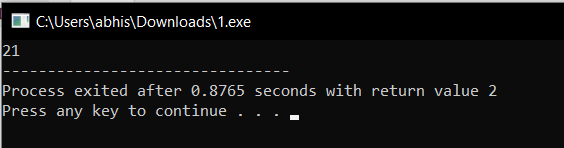 C:\Users\abhis\Downloads\1.exe
21
--------------------------------
Process exited after 0.8765 seconds with return value 2
Press any key to continue . . .